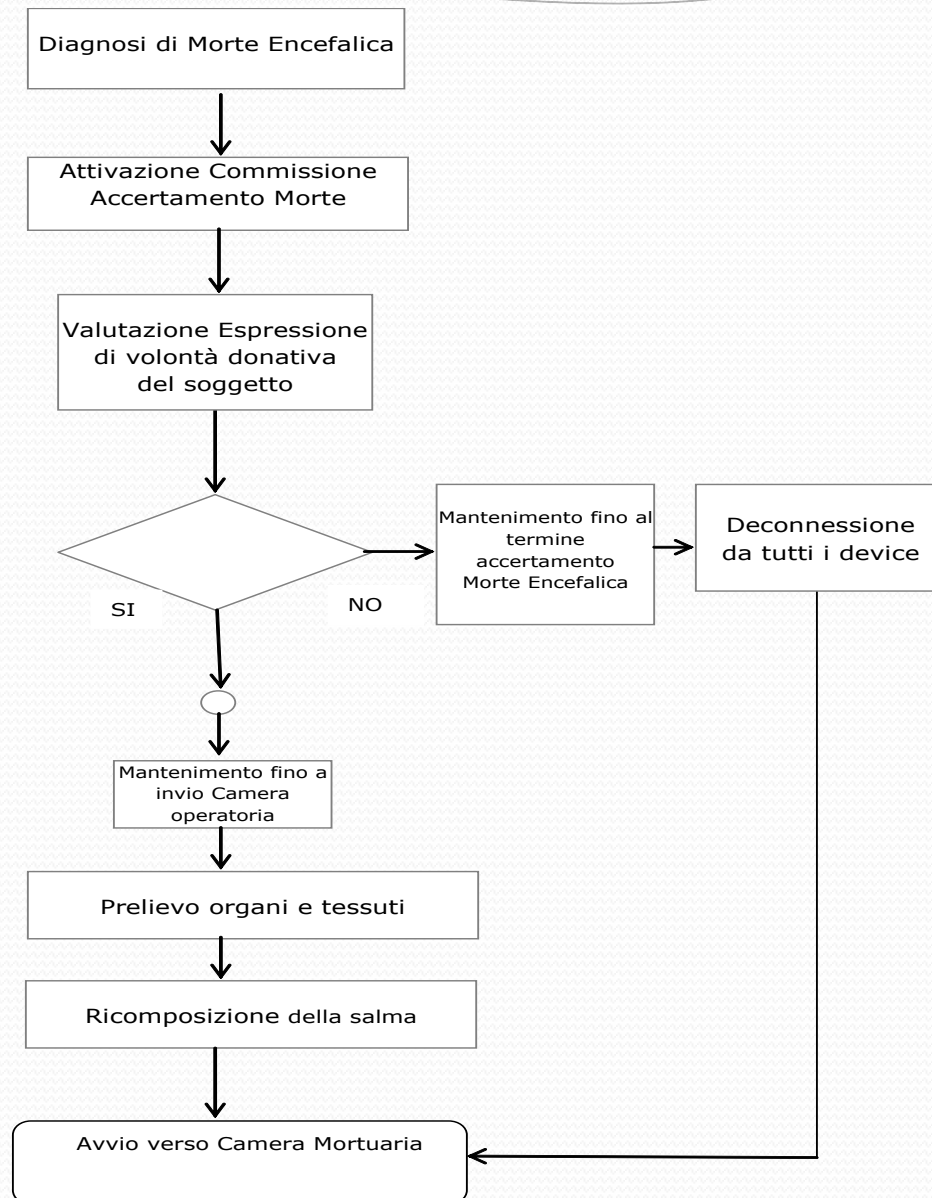 Diagnosi di Morte Encefalica
Attivazione Commissione
Accertamento Morte
Valutazione Espressione
di volontà donativa
del soggetto
Mantenimento fino al
termine
accertamento
Morte Encefalica
Deconnessione
da tutti i device
SI
NO
Mantenimento fino a
invio Camera
operatoria
Prelievo organi e tessuti
Ricomposizione della salma
Avvio verso Camera Mortuaria